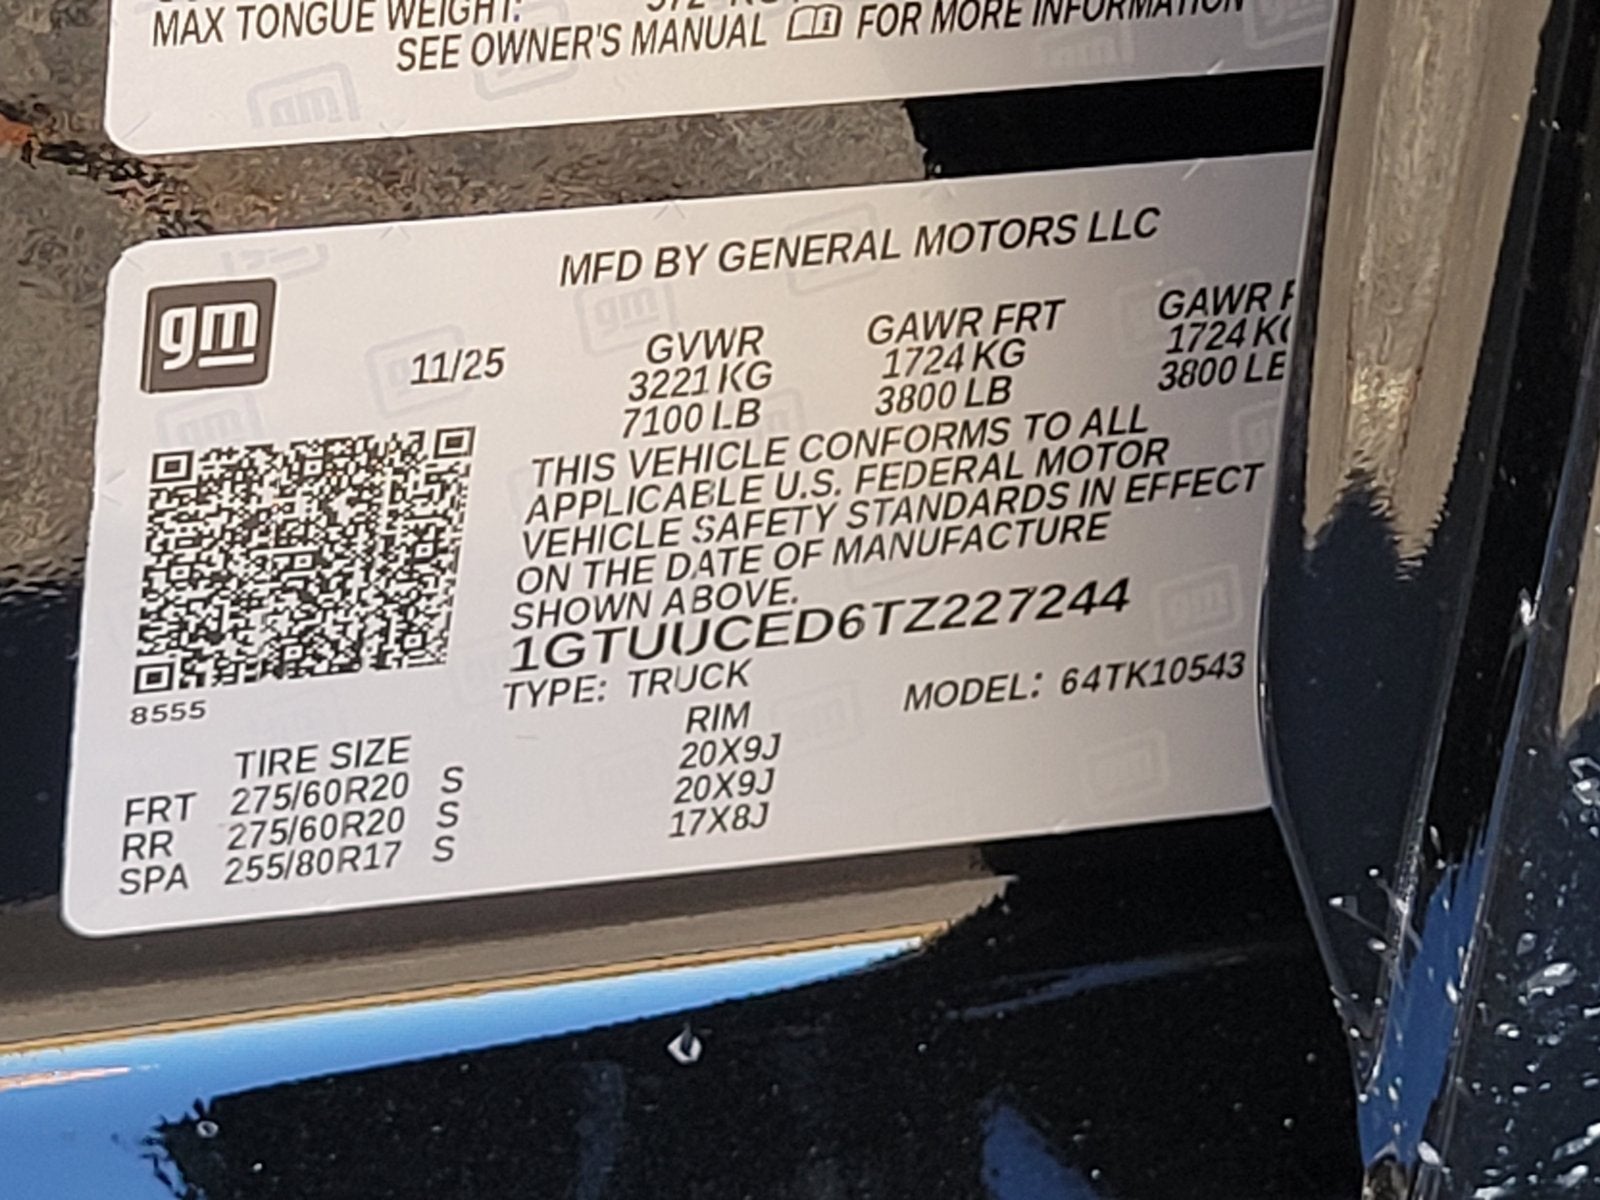 MAX TONGUE WEIGHT:
SEE OWNER'S MANUAL FOR MORE INFORMATION
gm
MFD BY GENERAL MOTORS LLC
11/25
GVWR GAWR FRT GAWR
3221 KG 1724 KG 1724
7100 LB 3800 LB 3800
THIS VEHICLE CONFORMS TO ALL
APPLICABLE U.S. FEDERAL MOTOR
VEHICLE SAFETY STANDARDS IN EFFECT
ON THE DATE OF MANUFACTURE
SHOWN ABOVE.
1GTUUCED6TZ227244
TYPE: TRUCK MODEL: 64TK10543
8555
TIRE SIZE RIM
FRT 275/60R20 S 20X9J
RR 275/60R20 S 20X9J
SPA 255/80R17 S 17X8J